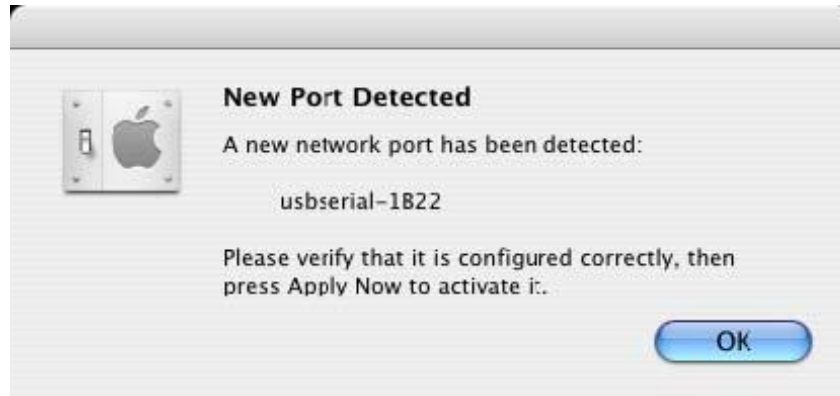 New Port Detected
A new network port has been detected:
usbserial-1B22
Please verify that it is configured correctly, then
press Apply Now to activate it.
OK